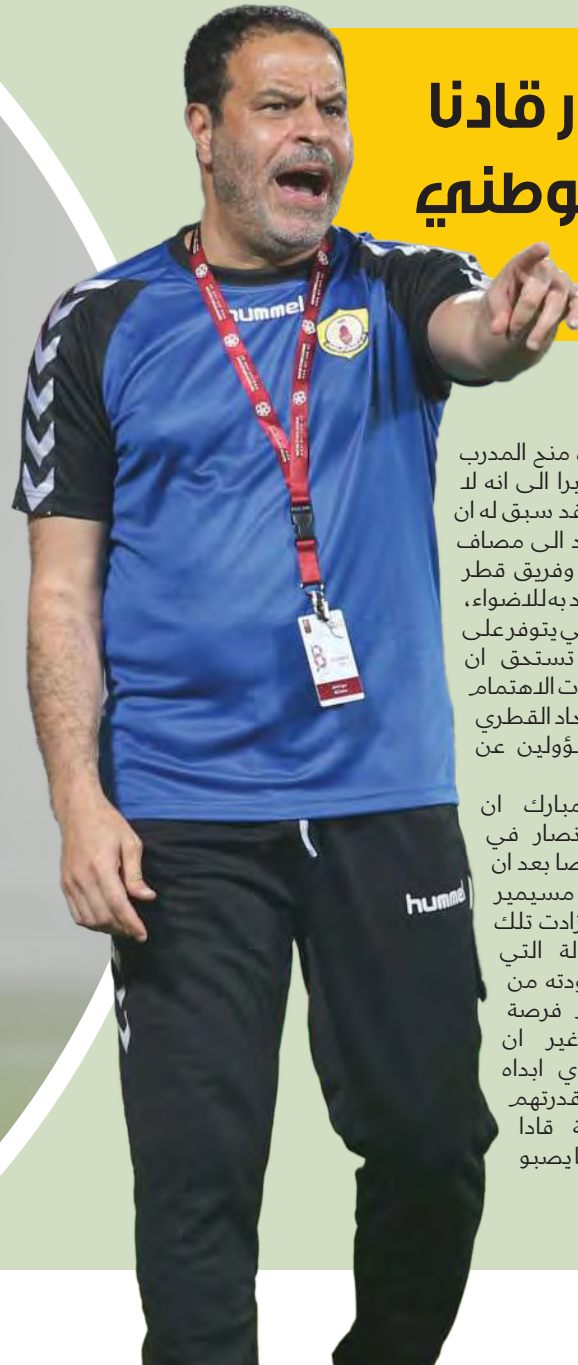 ر قادنا
وطني
hummel
، منح المدرب
يرا الى انه لا
قد سبق له ان
د الى مصاف
وفريق قطر
د به للاضواء،
ي يتوفر على
تستحق ان
ت الاهتمام
حاد القطري
ؤولين عن
مبارك ان
تصار في
صا بعد ان
مسيمير
زادت تلك
لة التي
ودته من
ر فرصة
غير ان
ي ابداه
قدرتهم
ة قادا
ا يصبو
hummel